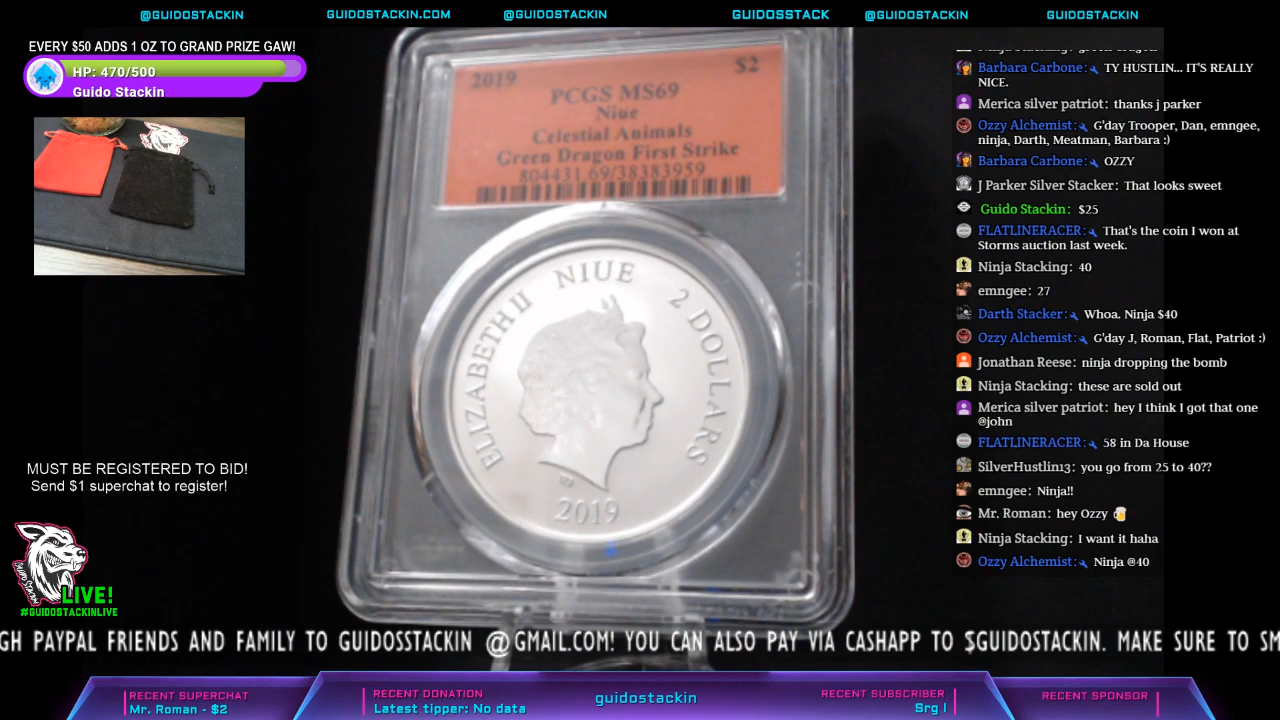 @GUIDOSTACKIN GUIDOSTACKIN.COM @GUIDOSTACKIN GUIDOSSTACK @GUIDOSTACKIN GUIDOSTACKIN
EVERY $50 ADDS 1 OZ TO GRAND PRIZE GAW!
HP: 470/500
Guido Stackin
2019 $2
PCGS MS69
Niue
Celestial Animals
Green Dragon First Strike
804431.69/38383959
ELIZABETH II NIUE 2 DOLLARS
2019
Barbara Carbone: TY HUSTLIN... IT'S REALLY
NICE.
Merica silver patriot: thanks j parker
Ozzy Alchemist: G'day Trooper, Dan, emngee,
ninja, Darth, Meatman, Barbara :)
Barbara Carbone: OZZY
J Parker Silver Stacker: That looks sweet
Guido Stackin: $25
FLATLINERACER: That's the coin I won at
Storms auction last week.
Ninja Stacking: 40
emngee: 27
Darth Stacker: Whoa. Ninja $40
Ozzy Alchemist: G'day J, Roman, Flat, Patriot :)
Jonathan Reese: ninja dropping the bomb
Ninja Stacking: these are sold out
Merica silver patriot: hey I think I got that one
@john
FLATLINERACER: 58 in Da House
SilverHustlin13: you go from 25 to 40??
emngee: Ninja!!
Mr. Roman: hey Ozzy 🍺
Ninja Stacking: I want it haha
Ozzy Alchemist: Ninja @40
MUST BE REGISTERED TO BID!
Send $1 superchat to register!
LIVE!
#GUIDOSTACKINLIVE
GH PAYPAL FRIENDS AND FAMILY TO GUIDOSSTACKIN @GMAIL.COM! YOU CAN ALSO PAY VIA CASHAPP TO $GUIDOSTACKIN. MAKE SURE TO SM
RECENT SUPERCHAT
Mr. Roman - $2
RECENT DONATION
Latest tipper: No data
guidostackin
RECENT SUBSCRIBER
Srg I
RECENT SPONSOR